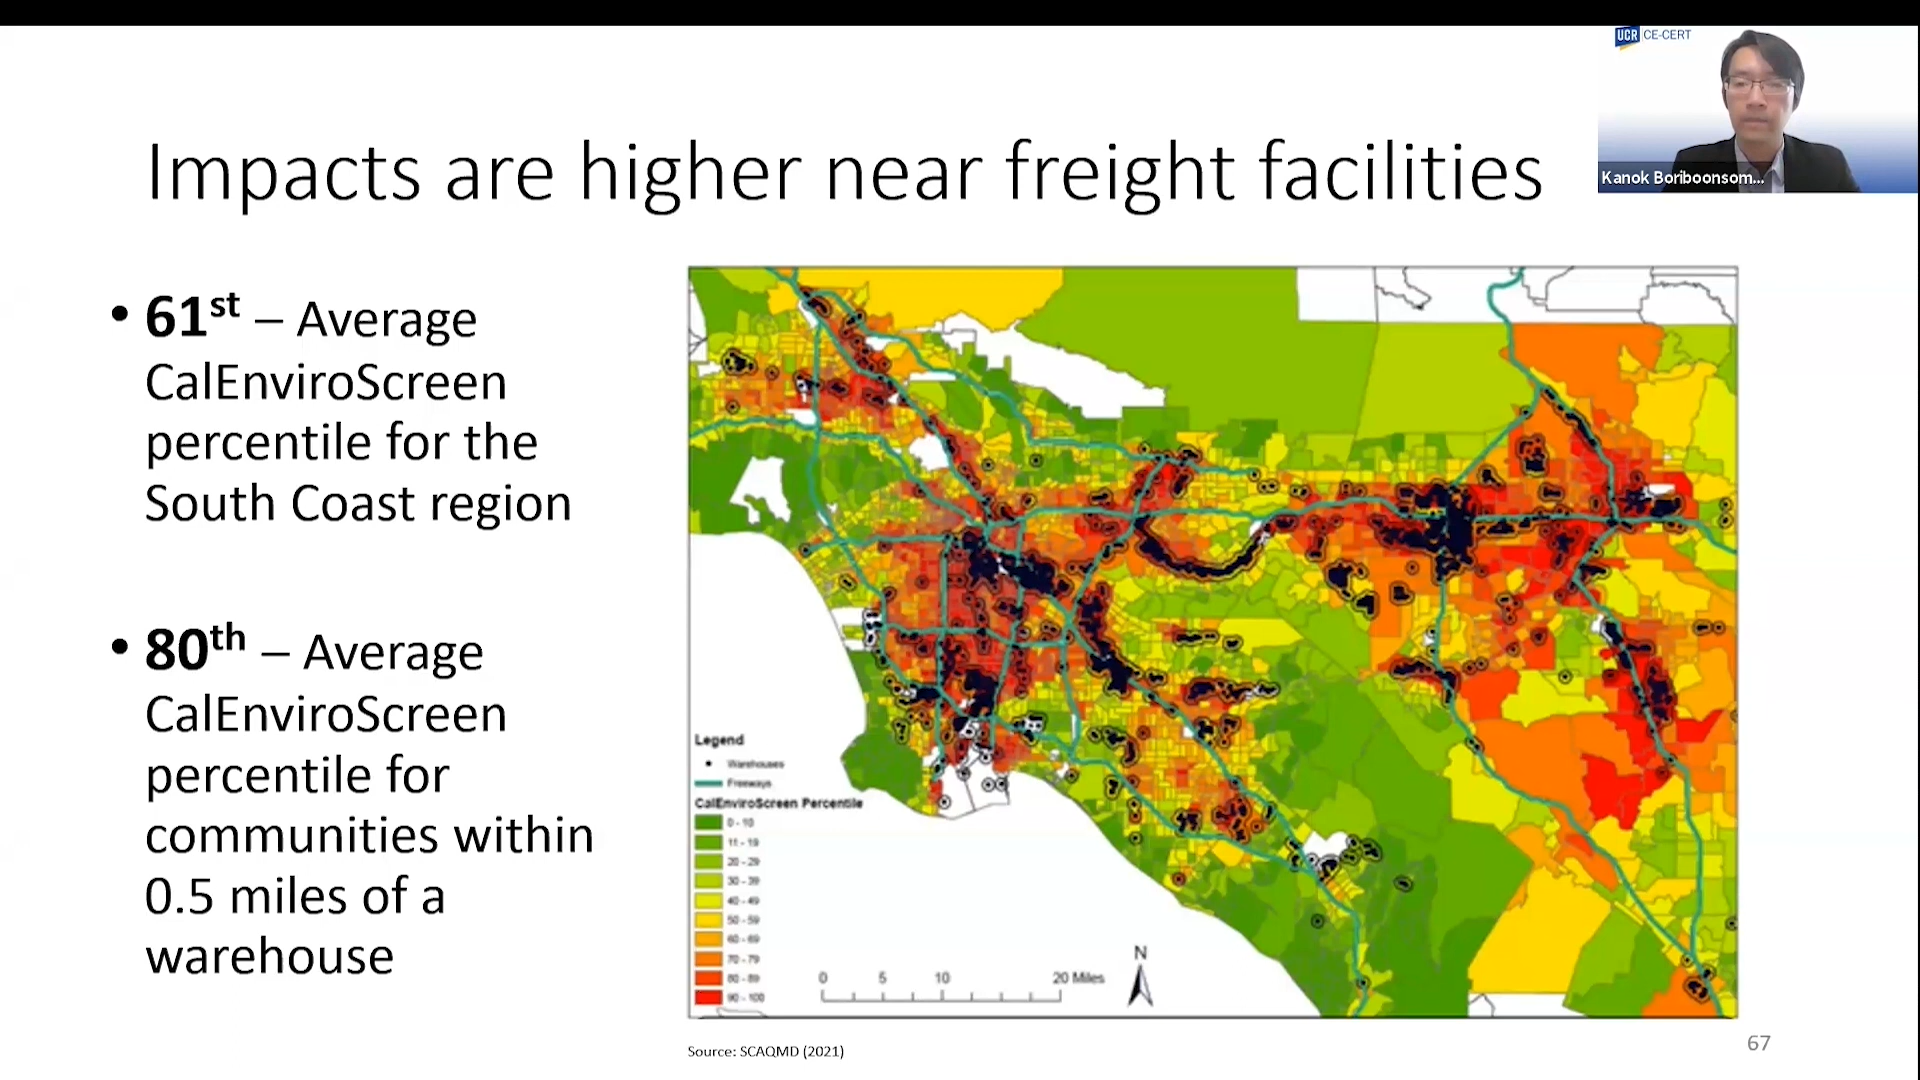 UCR CE-CERT
Kanok Boriboonsom...
Impacts are higher near freight facilities
• 61st – Average
CalEnviroScreen
percentile for the
South Coast region
• 80th – Average
CalEnviroScreen
percentile for
communities within
0.5 miles of a
warehouse
Legend
Warehouses
Freeways
CalEnviroScreen Percentile
0 - 10
11 - 19
20 - 29
30 - 39
40 - 49
50 - 59
60 - 69
70 - 79
80 - 89
90 - 100
0 5 10 20 Miles
N
Source: SCAQMD (2021)
67